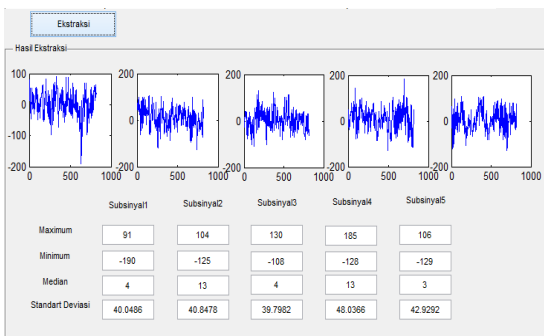 Ekstraksi
Hasil Ekstraksi
100 200 200 200 200
0 0 0 0 0
-100
-200 -200 -200 -200 -200
0 500 1000 0 500 1000 0 500 1000 0 500 1000 0 500 1000
Subsinyal1 Subsinyal2 Subsinyal3 Subsinyal4 Subsinyal5
Maximum 91 104 130 185 106
Minimum -190 -125 -108 -128 -129
Median 4 13 4 13 3
Standart Deviasi 40.0486 40.8478 39.7982 48.0366 42.9292